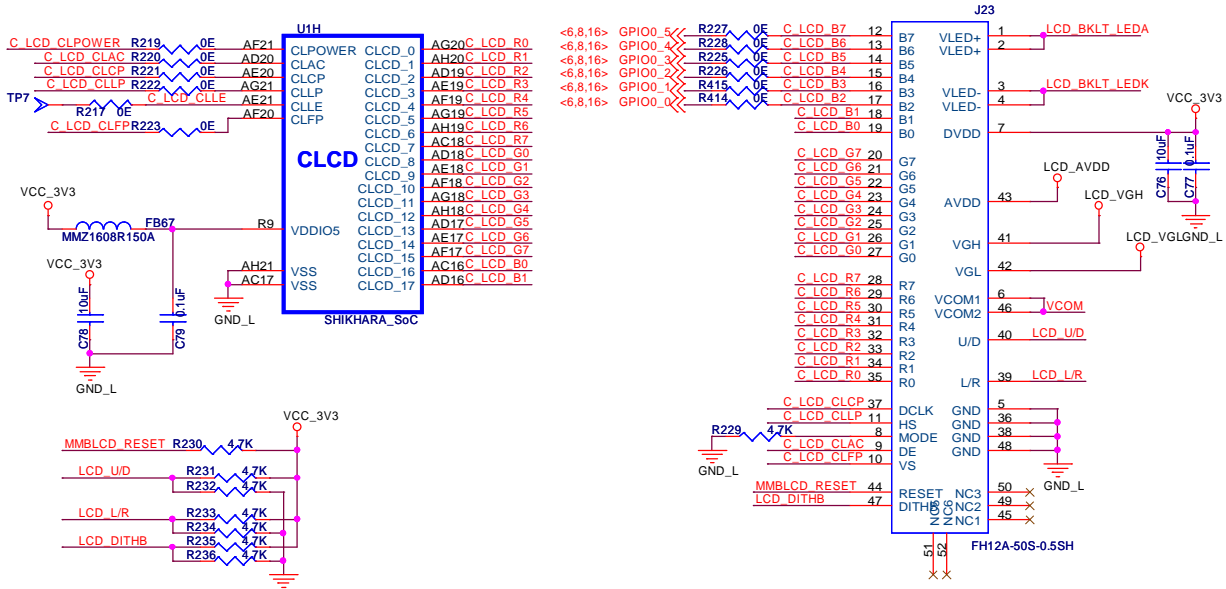 U1H
CLCD
SHIKHARA_SoC
C_LCD_CLPOWER R219 0E AF21 CLPOWER
C_LCD_CLAC R220 0E AD20 CLAC
C_LCD_CLCP R221 0E AE20 CLCP
C_LCD_CLLP R222 0E AG21 CLLP
TP7 R217 0E C_LCD_CLLE AE21 CLLE
C_LCD_CLFP R223 0E AF20 CLFP
CLCD_0 AG20 C_LCD_R0
CLCD_1 AH20 C_LCD_R1
CLCD_2 AD19 C_LCD_R2
CLCD_3 AE19 C_LCD_R3
CLCD_4 AF19 C_LCD_R4
CLCD_5 AG19 C_LCD_R5
CLCD_6 AH19 C_LCD_R6
CLCD_7 AC18 C_LCD_R7
CLCD_8 AD18 C_LCD_G0
CLCD_9 AE18 C_LCD_G1
CLCD_10 AF18 C_LCD_G2
CLCD_11 AG18 C_LCD_G3
CLCD_12 AH18 C_LCD_G4
CLCD_13 AD17 C_LCD_G5
CLCD_14 AE17 C_LCD_G6
CLCD_15 AF17 C_LCD_G7
CLCD_16 AC16 C_LCD_B0
CLCD_17 AD16 C_LCD_B1
VCC_3V3
FB67 R9 VDDIO5
MMZ1608R150A
VCC_3V3
AH21 VSS
AC17 VSS
GND_L
C78 10uF
C79 0.1uF
GND_L
VCC_3V3
MMBLCD_RESET R230 4.7K
LCD_U/D R231 4.7K
R232 4.7K
LCD_L/R R233 4.7K
R234 4.7K
LCD_DITHB R235 4.7K
R236 4.7K
J23
<6,8,16> GPIO0_5 R227 0E C_LCD_B7 12 B7
<6,8,16> GPIO0_4 R228 0E C_LCD_B6 13 B6
<6,8,16> GPIO0_3 R225 0E C_LCD_B5 14 B5
<6,8,16> GPIO0_2 R226 0E C_LCD_B4 15 B4
<6,8,16> GPIO0_1 R415 0E C_LCD_B3 16 B3
<6,8,16> GPIO0_0 R414 0E C_LCD_B2 17 B2
C_LCD_B1 18 B1
C_LCD_B0 19 B0
C_LCD_G7 20 G7
C_LCD_G6 21 G6
C_LCD_G5 22 G5
C_LCD_G4 23 G4
C_LCD_G3 24 G3
C_LCD_G2 25 G2
C_LCD_G1 26 G1
C_LCD_G0 27 G0
C_LCD_R7 28 R7
C_LCD_R6 29 R6
C_LCD_R5 30 R5
C_LCD_R4 31 R4
C_LCD_R3 32 R3
C_LCD_R2 33 R2
C_LCD_R1 34 R1
C_LCD_R0 35 R0
C_LCD_CLCP 37 DCLK
C_LCD_CLLP 11 HS
R229 4.7K 8 MODE
C_LCD_CLAC 9 DE
C_LCD_CLFP 10 VS
GND_L
MMBLCD_RESET 44 RESET
LCD_DITHB 47 DITHB
NC5 51
NC6 52
VLED+ 1 LCD_BKLT_LEDA
VLED+ 2
VLED- 3 LCD_BKLT_LEDK
VLED- 4
DVDD 7
VCC_3V3
C76 10uF
C77 0.1uF
GND_L
AVDD 43 LCD_AVDD
VGH 41 LCD_VGH
VGL 42 LCD_VGL
VCOM1 6
VCOM2 46 VCOM
U/D 40 LCD_U/D
L/R 39 LCD_L/R
GND 5
GND 36
GND 38
GND 48
GND_L
NC3 50
NC2 49
NC1 45
FH12A-50S-0.5SH